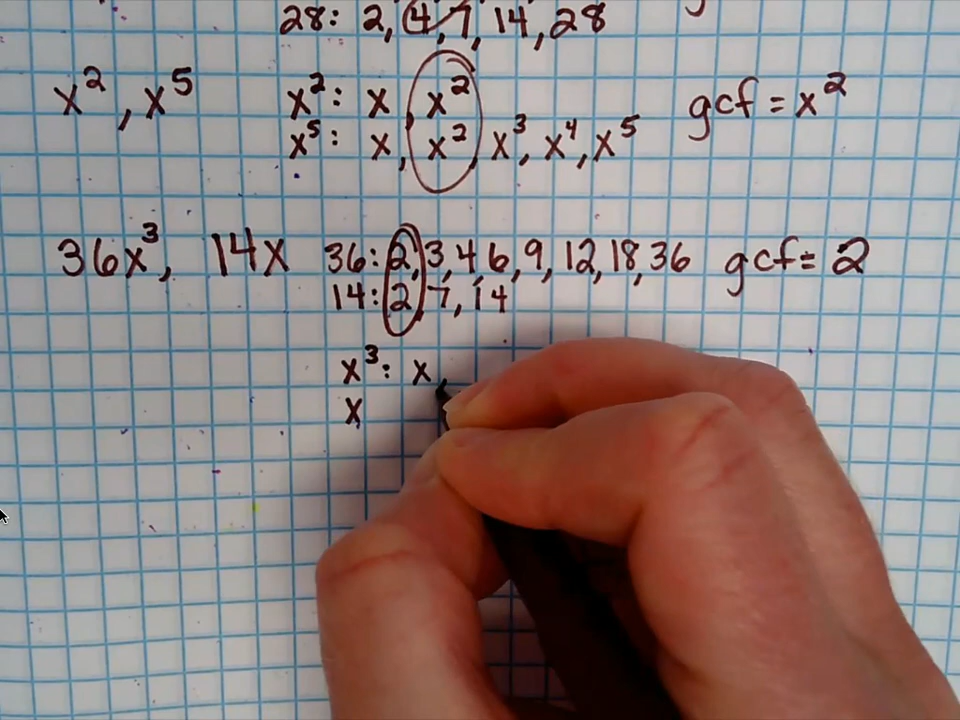 28: 2, 4, 7, 14, 28
x², x⁵ x²: x, x² gcf = x²
x⁵: x, x², x³, x⁴, x⁵
36x³, 14x 36: 2, 3, 4, 6, 9, 12, 18, 36 gcf = 2
14: 2, 7, 14
x³: x,
x